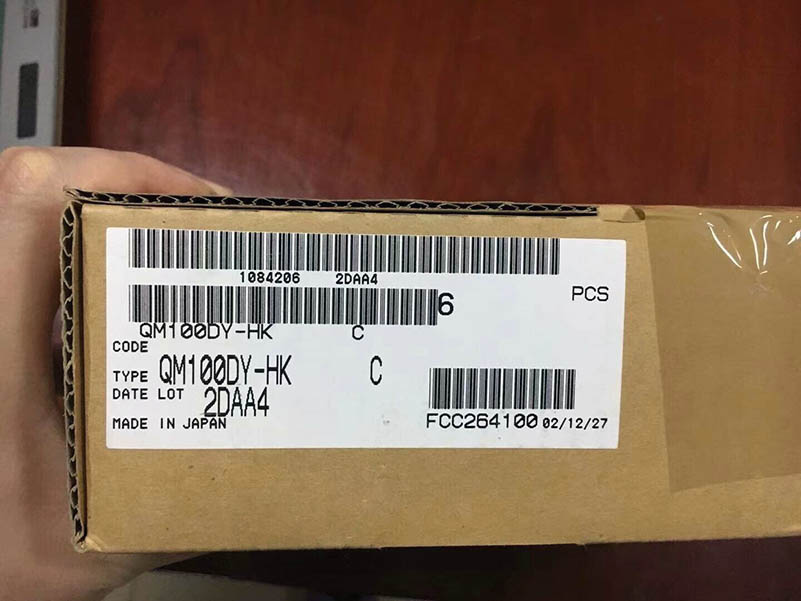 1084206 2DAA4
6 PCS
QM100DY-HK C
CODE
TYPE QM100DY-HK C
DATE LOT 2DAA4
MADE IN JAPAN FCC264100 02/12/27